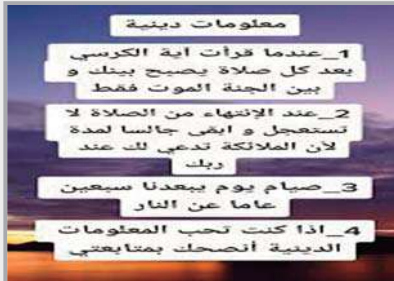 معلومات دينية
1_عندما قرأت آية الكرسي
بعد كل صلاة يصبح بينك و
بين الجنة الموت فقط
2_عند الإنتهاء من الصلاة لا
تستعجل و ابقى جالسا لمدة
لأن الملائكة تدعي لك عند
ربك
3_صيام يوم يبعدنا سبعين
عاما عن النار
4_اذا كنت تحب المعلومات
الدينية أنصحك بمتابعتي